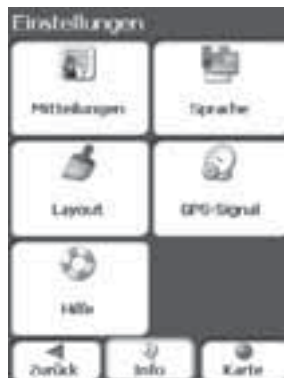 Einstellungen
Mitteilungen
Sprache
Layout
GPS-Signal
Hilfe
Zurück
Info
Karte